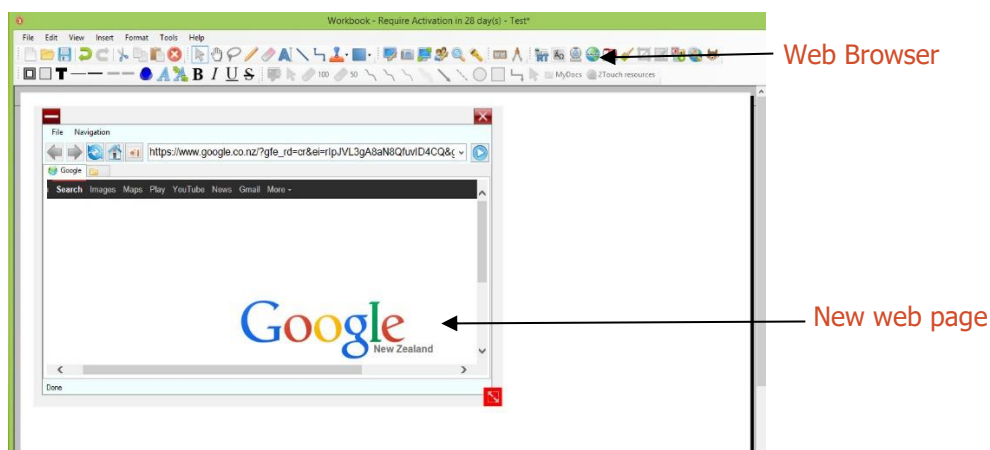 Workbook - Require Activation in 28 day(s) - Test*
File Edit View Insert Format Tools Help
Web Browser
T B I U S 100 50 MyDocs 2Touch resources
File Navigation
https://www.google.co.nz/?gfe_rd=cr&ei=rIpJVL3gA8aN8QfuvID4CQ&g
Google
Search Images Maps Play YouTube News Gmail More
Google
New Zealand
New web page
Done